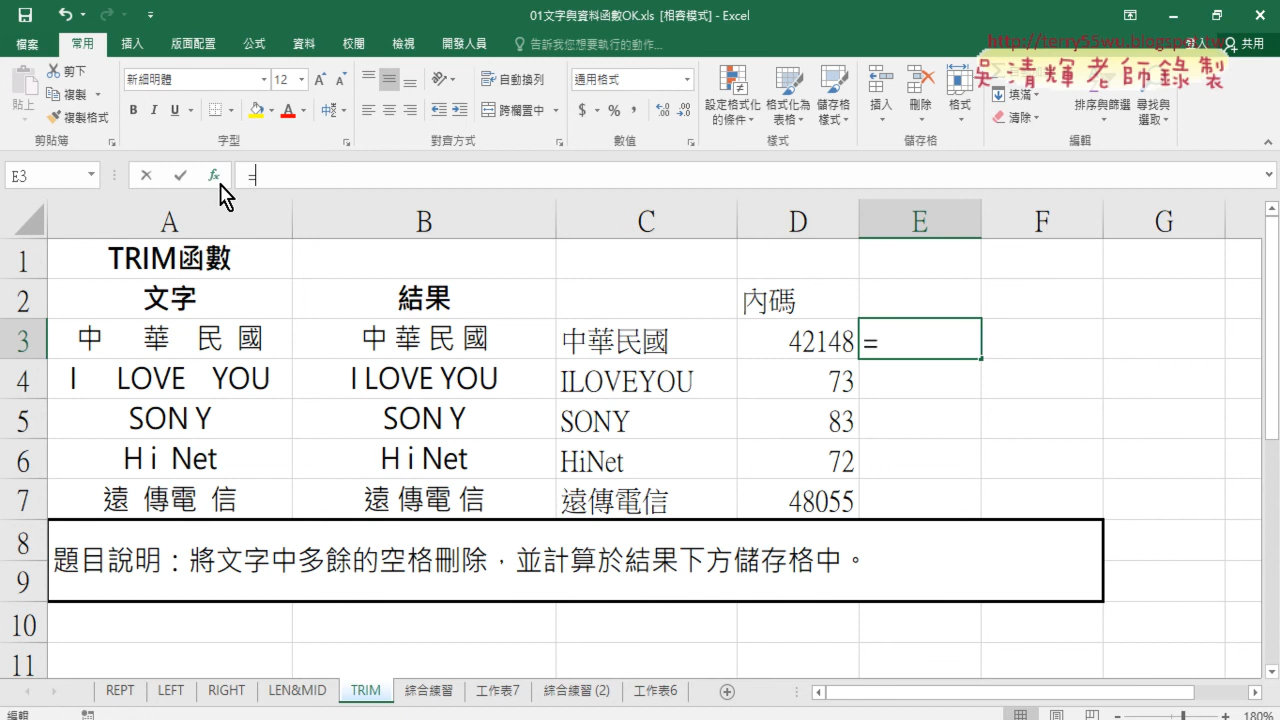 01文字與資料函數OK.xls [相容模式] - Excel
檔案 常用 插入 版面配置 公式 資料 校閱 檢視 開發人員 告訴我您想要執行的動作... 登入 共用
http://terry55wu.blogspot.tw
吳清輝老師錄製
貼上 剪下 複製 複製格式 剪貼簿
新細明體 12 B I U A 字型
自動換列 跨欄置中 對齊方式
通用格式 $ % , 數值
設定格式化的條件 格式化為表格 儲存格樣式 樣式
插入 刪除 格式 儲存格
填滿 清除 排序與篩選 尋找與選取 編輯
E3 fx =
A B C D E F G
1 TRIM函數
2 文字 結果 內碼
3 中 華 民 國 中 華 民 國 中華民國 42148 =
4 I LOVE YOU I LOVE YOU ILOVEYOU 73
5 SON Y SON Y SONY 83
6 H i Net H i Net HiNet 72
7 遠 傳電 信 遠 傳電 信 遠傳電信 48055
8 題目說明：將文字中多餘的空格刪除，並計算於結果下方儲存格中。
9
10
11
REPT LEFT RIGHT LEN&MID TRIM 綜合練習 工作表7 綜合練習 (2) 工作表6
編輯 180%